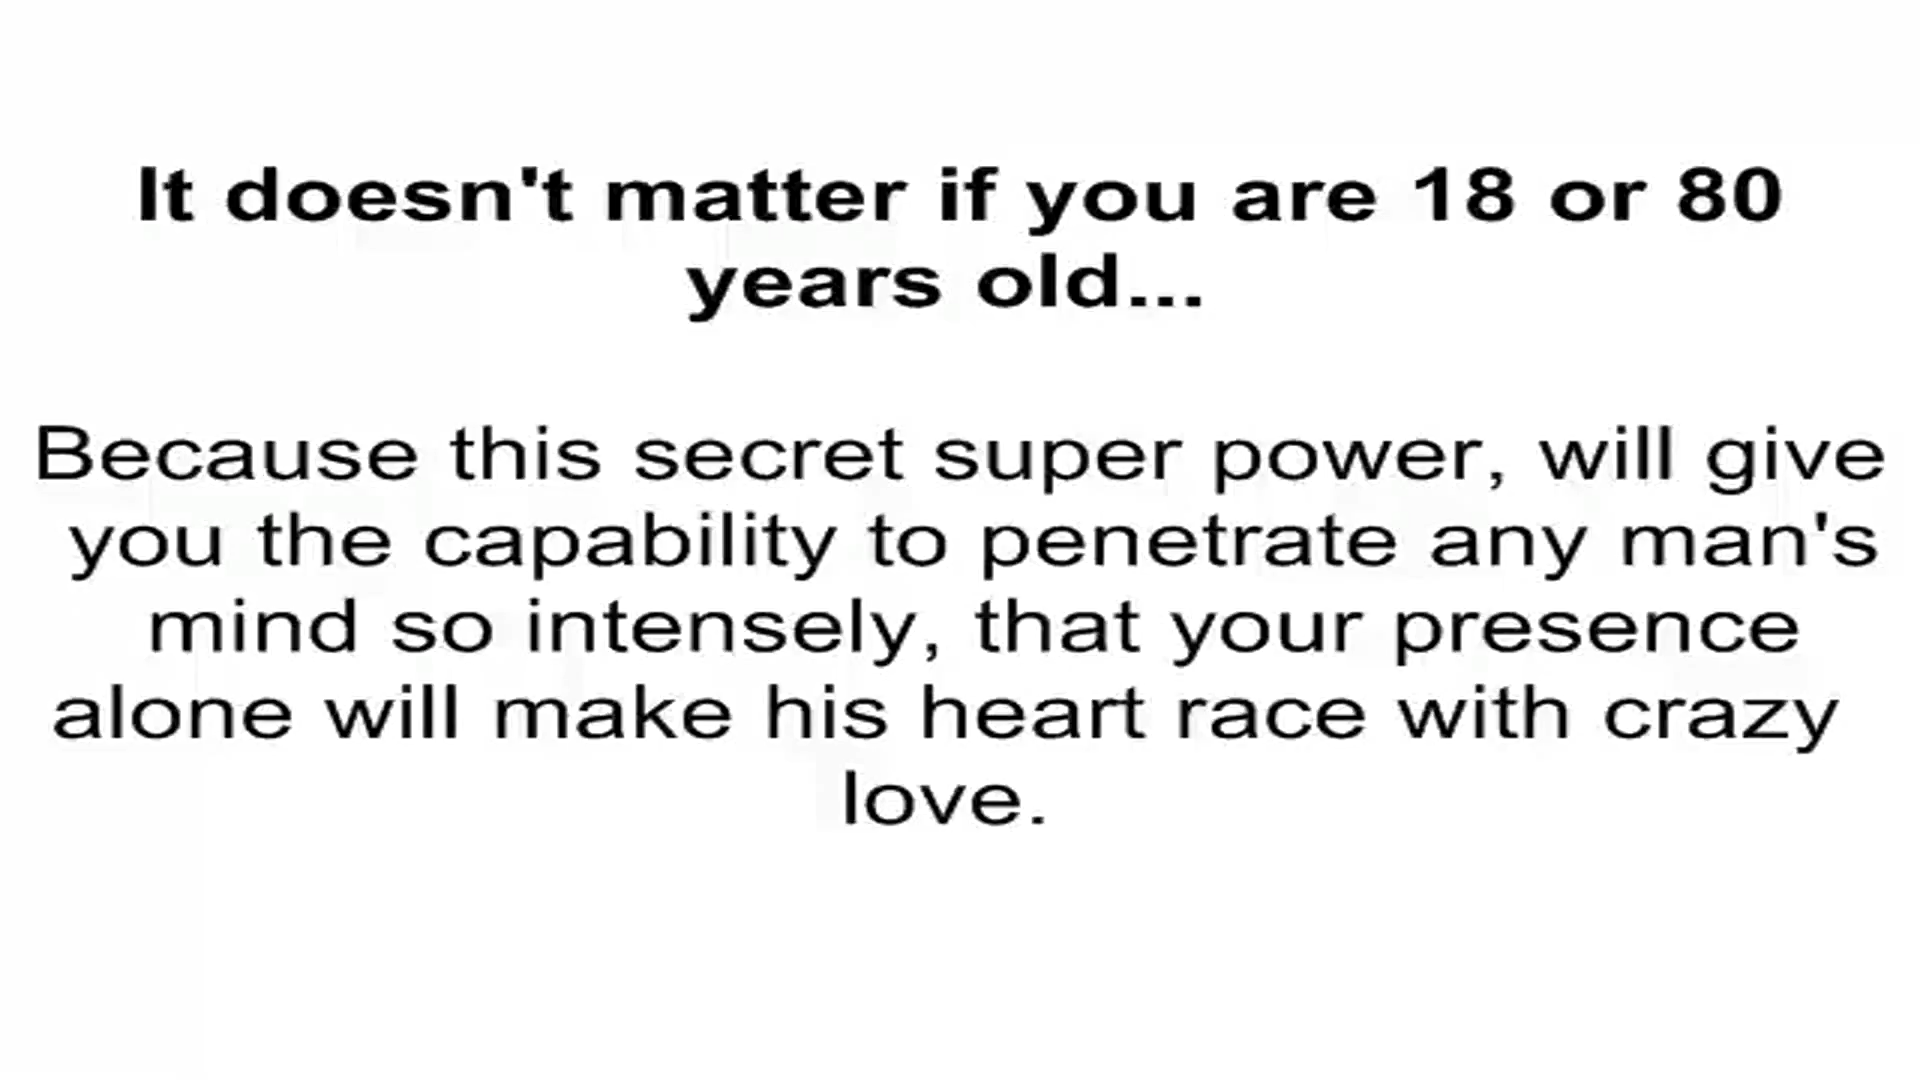 It doesn't matter if you are 18 or 80
years old...
Because this secret super power, will give
you the capability to penetrate any man's
mind so intensely, that your presence
alone will make his heart race with crazy
love.